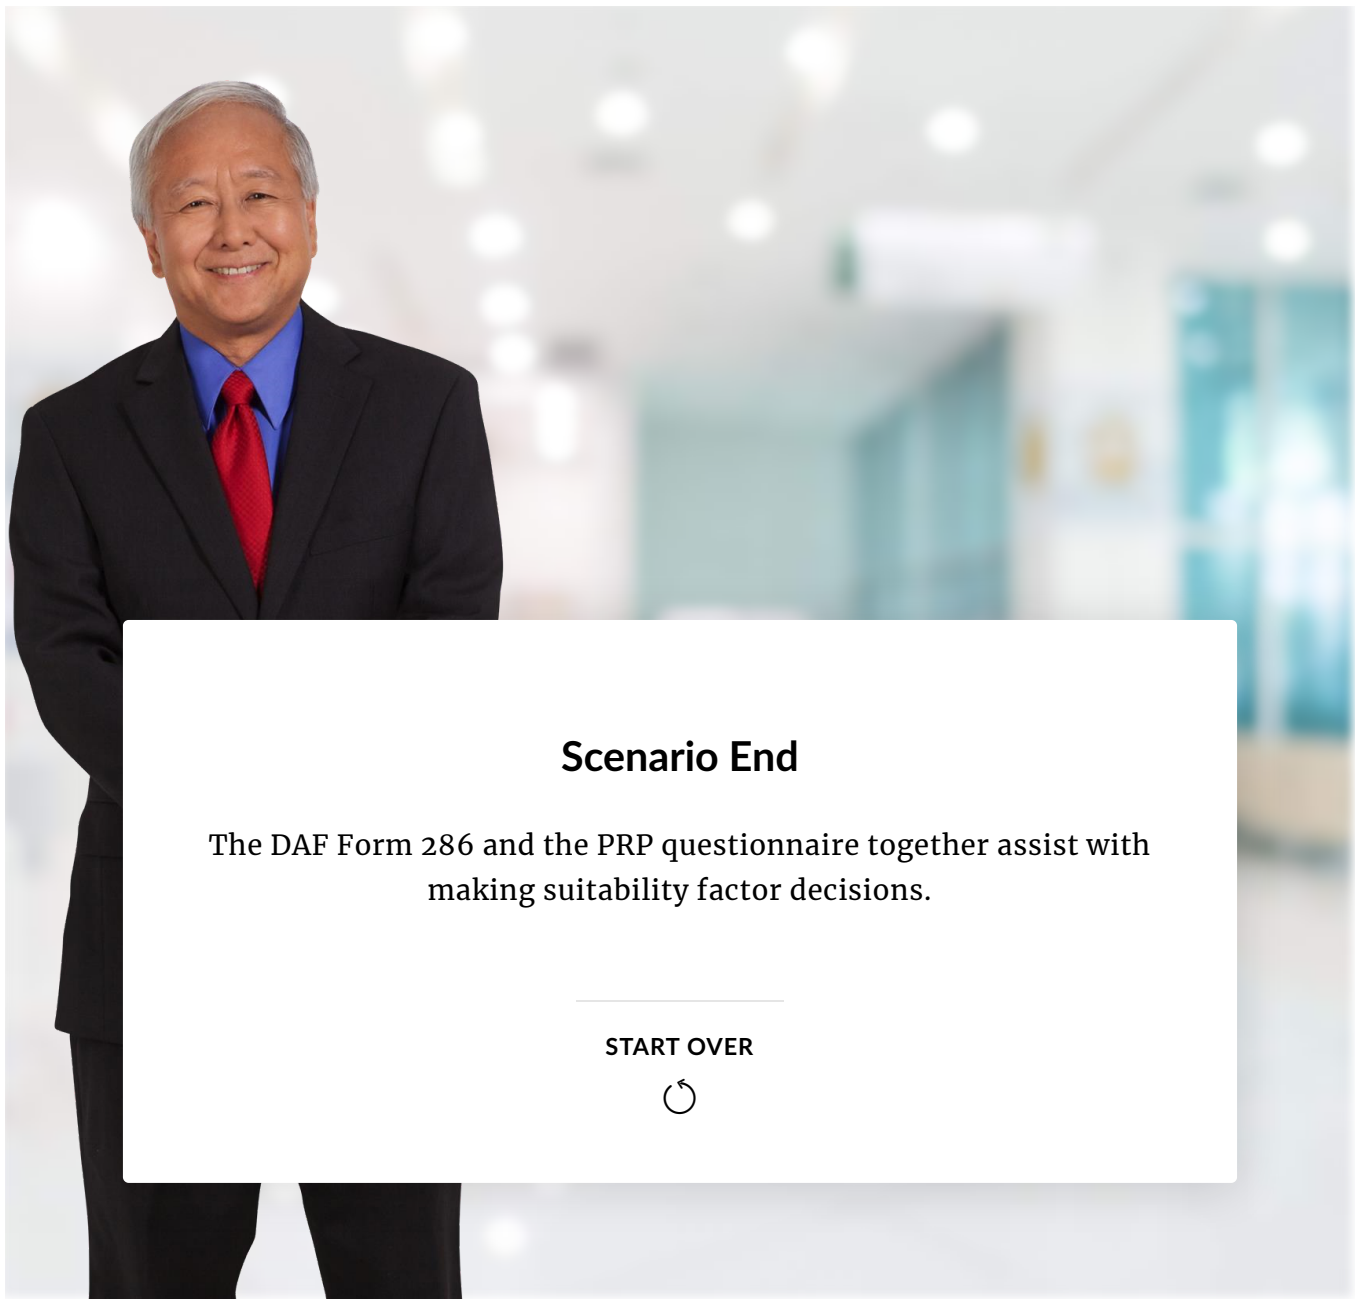 Scenario End
The DAF Form 286 and the PRP questionnaire together assist with
making suitability factor decisions.
START OVER